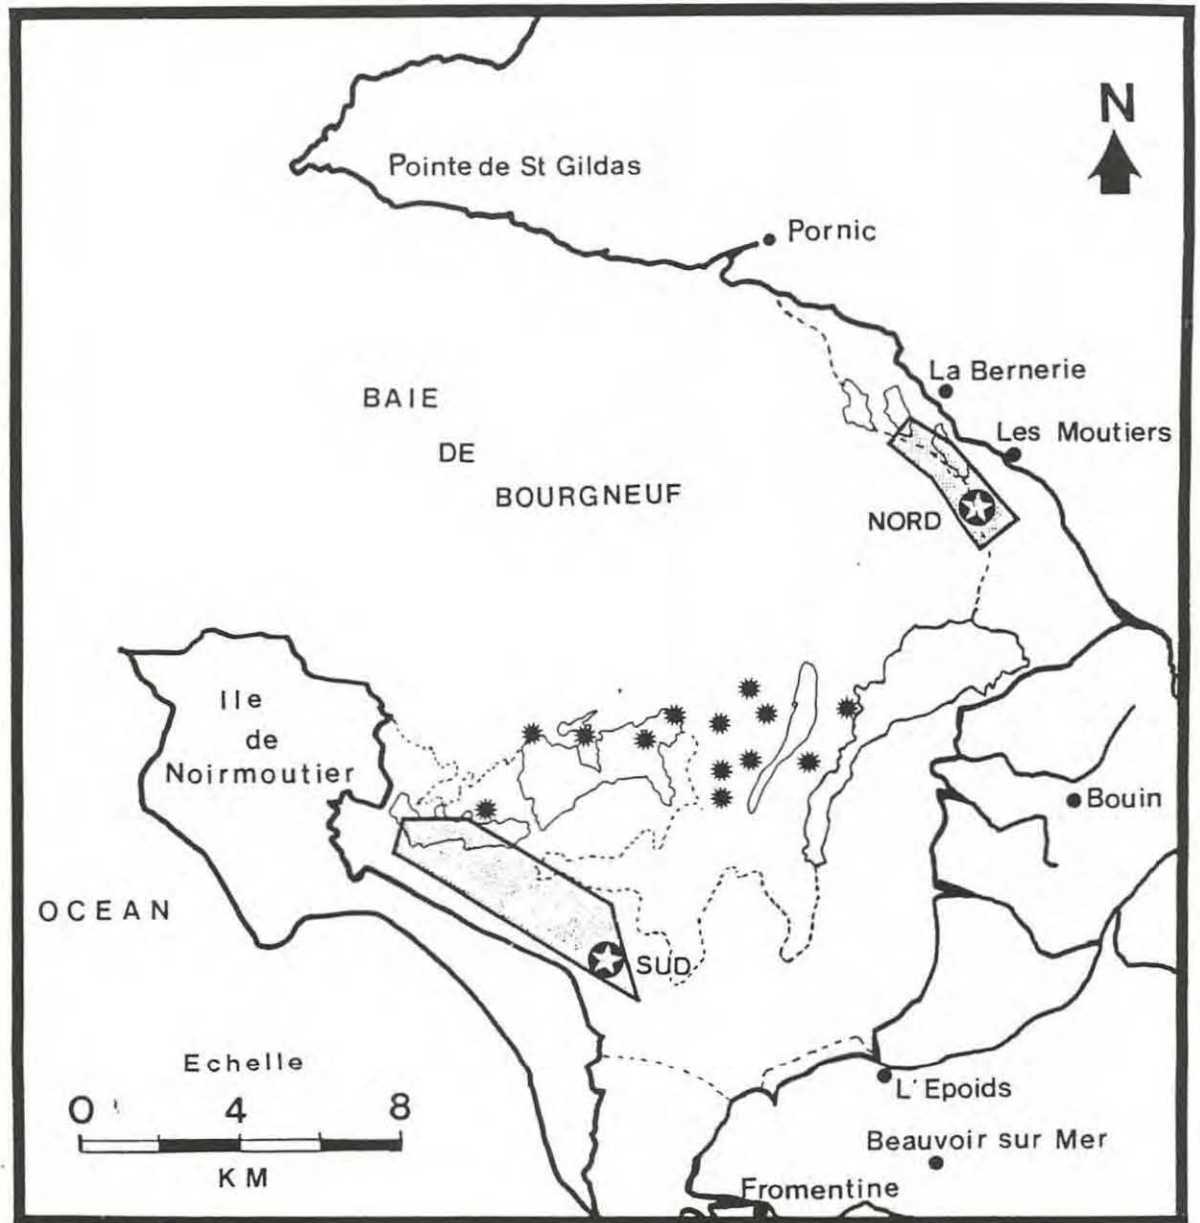 N
Pointe de St Gildas
Pornic
La Bernerie
BAIE
DE
BOURGNEUF
Les Moutiers
NORD
Ile
de
Noirmoutier
Bouin
OCEAN
SUD
Echelle
0 4 8
KM
L'Epoids
Beauvoir sur Mer
Fromentine